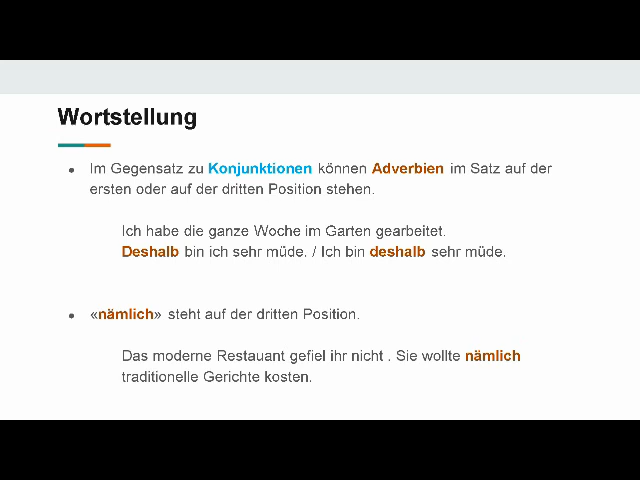 Wortstellung
• Im Gegensatz zu Konjunktionen können Adverbien im Satz auf der
ersten oder auf der dritten Position stehen.
Ich habe die ganze Woche im Garten gearbeitet.
Deshalb bin ich sehr müde. / Ich bin deshalb sehr müde.
• «nämlich» steht auf der dritten Position.
Das moderne Restauant gefiel ihr nicht . Sie wollte nämlich
traditionelle Gerichte kosten.